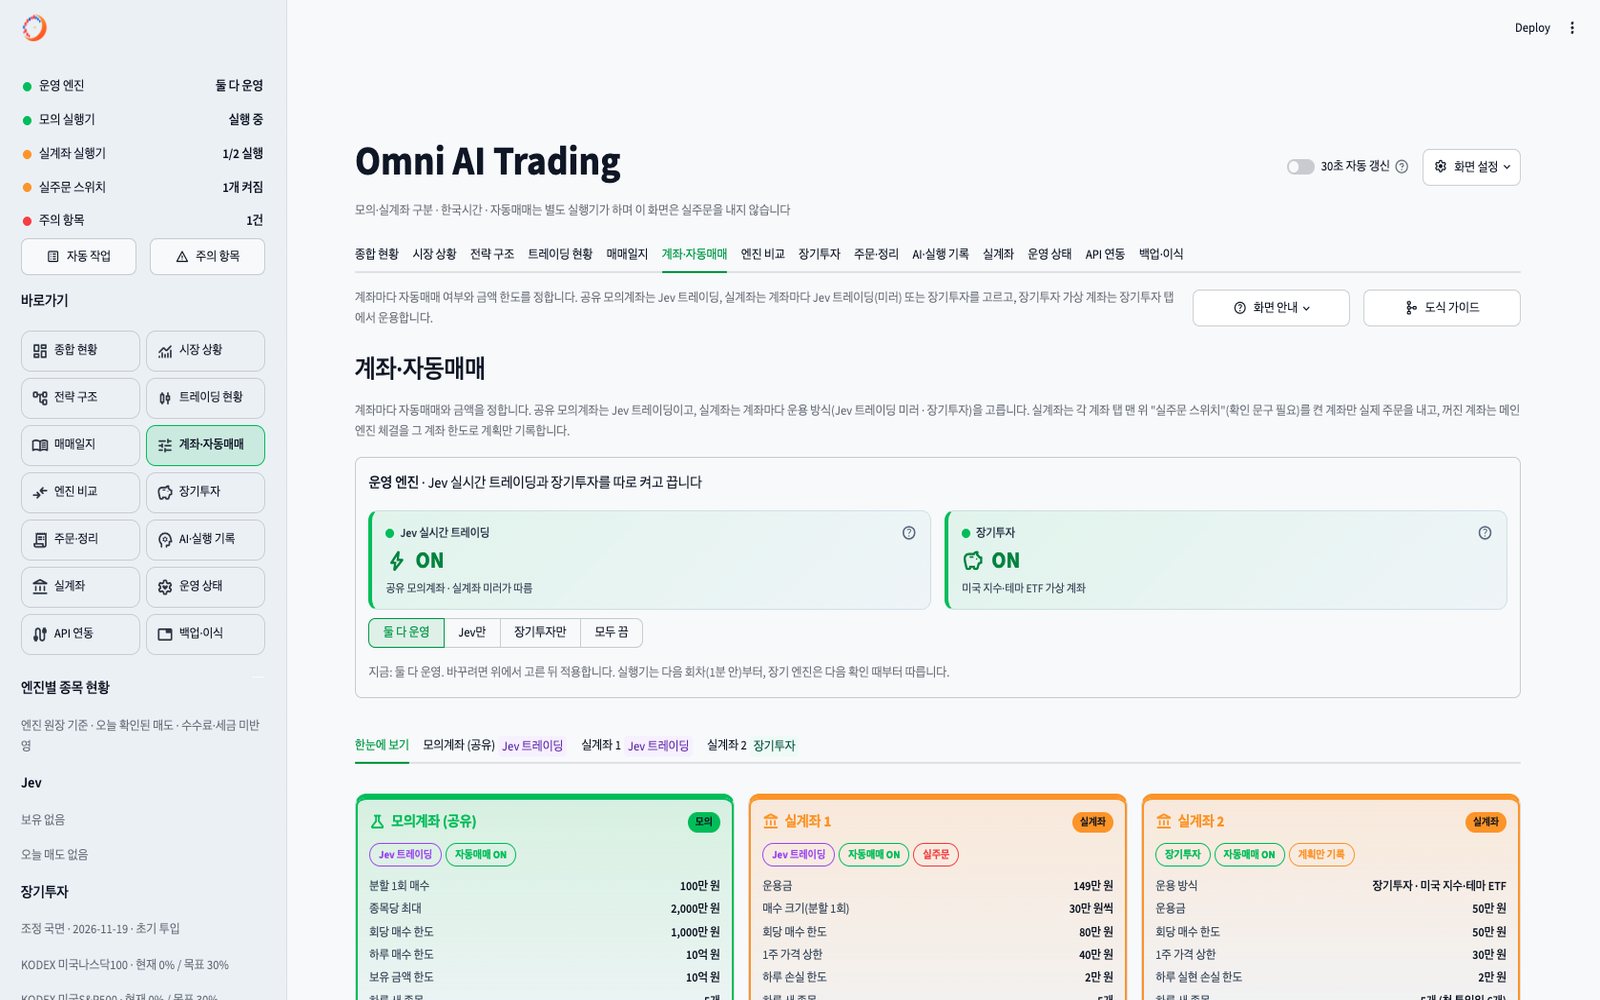 Deploy
운영 엔진 둘 다 운영
모의 실행기 실행 중
실계좌 실행기 1/2 실행
실주문 스위치 1개 켜짐
주의 항목 1건
자동 작업 주의 항목
바로가기
종합 현황 시장 상황
전략 구조 트레이딩 현황
매매일지 계좌·자동매매
엔진 비교 장기투자
주문·정리 AI·실행 기록
실계좌 운영 상태
API 연동 백업·이식
엔진별 종목 현황
엔진 원장 기준 · 오늘 확인된 매도 · 수수료·세금 미반
영
Jev
보유 없음
오늘 매도 없음
장기투자
조정 국면 · 2026-11-19 · 초기 투입
KODEX 미국나스닥100 · 현재 0% / 목표 30%
KODEX 미국S&P500 · 현재 0% / 목표 30%
Omni AI Trading
30초 자동 갱신 화면 설정
모의·실계좌 구분 · 한국시간 · 자동매매는 별도 실행기가 하며 이 화면은 실주문을 내지 않습니다
종합 현황 시장 상황 전략 구조 트레이딩 현황 매매일지 계좌·자동매매 엔진 비교 장기투자 주문·정리 AI·실행 기록 실계좌 운영 상태 API 연동 백업·이식
계좌마다 자동매매 여부와 금액 한도를 정합니다. 공유 모의계좌는 Jev 트레이딩, 실계좌는 계좌마다 Jev 트레이딩(미러) 또는 장기투자를 고르고, 장기투자 가상 계좌는 장기투자 탭
에서 운용합니다.
화면 안내 도식 가이드
계좌·자동매매
계좌마다 자동매매와 금액을 정합니다. 공유 모의계좌는 Jev 트레이딩이고, 실계좌는 계좌마다 운용 방식(Jev 트레이딩 미러 · 장기투자)을 고릅니다. 실계좌는 각 계좌 탭 맨 위 "실주문 스위치"(확인 문구 필요)를 켠 계좌만 실제 주문을 내고, 꺼진 계좌는 메인
엔진 체결을 그 계좌 한도로 계획만 기록합니다.
운영 엔진 · Jev 실시간 트레이딩과 장기투자를 따로 켜고 끕니다
Jev 실시간 트레이딩
ON
공유 모의계좌 · 실계좌 미러가 따름
장기투자
ON
미국 지수·테마 ETF 가상 계좌
둘 다 운영 Jev만 장기투자만 모두 끔
지금: 둘 다 운영. 바꾸려면 위에서 고른 뒤 적용합니다. 실행기는 다음 회차(1분 안)부터, 장기 엔진은 다음 확인 때부터 따릅니다.
한눈에 보기 모의계좌 (공유) Jev 트레이딩 실계좌 1 Jev 트레이딩 실계좌 2 장기투자
모의계좌 (공유) 모의
Jev 트레이딩 자동매매 ON
분할 1회 매수 100만 원
종목당 최대 2,000만 원
회당 매수 한도 1,000만 원
하루 매수 한도 10억 원
보유 금액 한도 10억 원
하루 새 종목 5개
실계좌 1 실계좌
Jev 트레이딩 자동매매 ON 실주문
운용금 149만 원
매수 크기(분할 1회) 30만 원씩
회당 매수 한도 80만 원
1주 가격 상한 40만 원
하루 손실 한도 2만 원
하루 새 종목 5개
실계좌 2 실계좌
장기투자 자동매매 ON 계획만 기록
운용 방식 장기투자 · 미국 지수·테마 ETF
운용금 50만 원
회당 매수 한도 50만 원
1주 가격 상한 30만 원
하루 실현 손실 한도 2만 원
하루 새 종목 5개 (첫 투입일 6개)